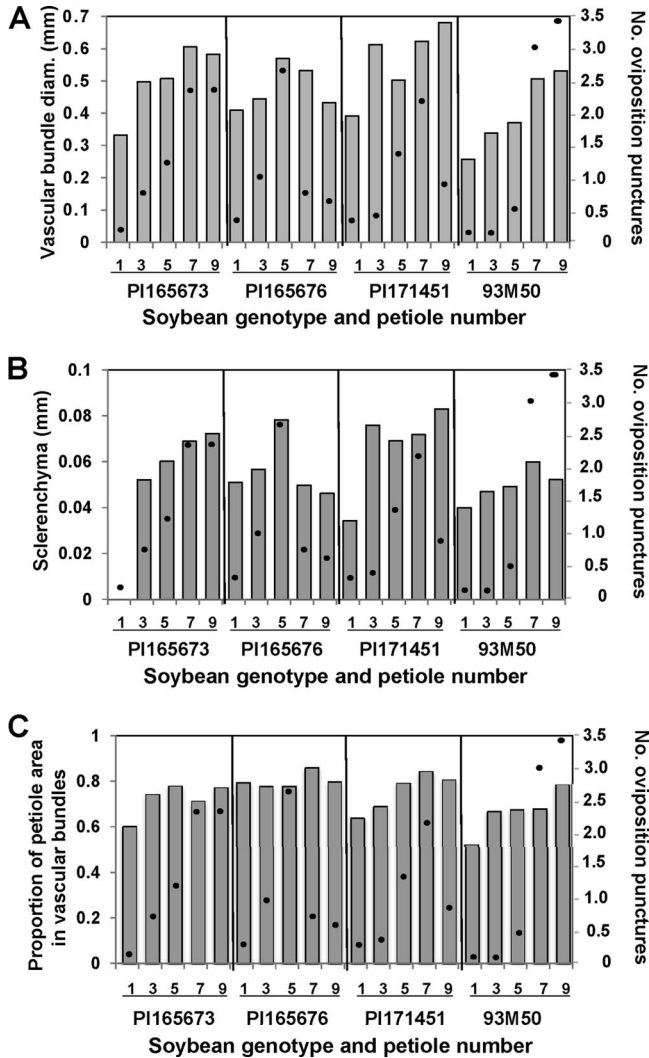 A
Vascular bundle diam. (mm)
0.7
0.6
0.5
0.4
0.3
0.2
0.1
0
3.5
3.0
2.5
2.0
1.5
1.0
0.5
0
No. oviposition punctures
1 3 5 7 9 1 3 5 7 9 1 3 5 7 9 1 3 5 7 9
PI165673 PI165676 PI171451 93M50
Soybean genotype and petiole number
B
Sclerenchyma (mm)
0.1
0.08
0.06
0.04
0.02
0
3.5
3.0
2.5
2.0
1.5
1.0
0.5
0
No. oviposition punctures
1 3 5 7 9 1 3 5 7 9 1 3 5 7 9 1 3 5 7 9
PI165673 PI165676 PI171451 93M50
Soybean genotype and petiole number
C
Proportion of petiole area
in vascular bundles
1
0.8
0.6
0.4
0.2
0
3.5
3.0
2.5
2.0
1.5
1.0
0.5
0
No. oviposition punctures
1 3 5 7 9 1 3 5 7 9 1 3 5 7 9 1 3 5 7 9
PI165673 PI165676 PI171451 93M50
Soybean genotype and petiole number